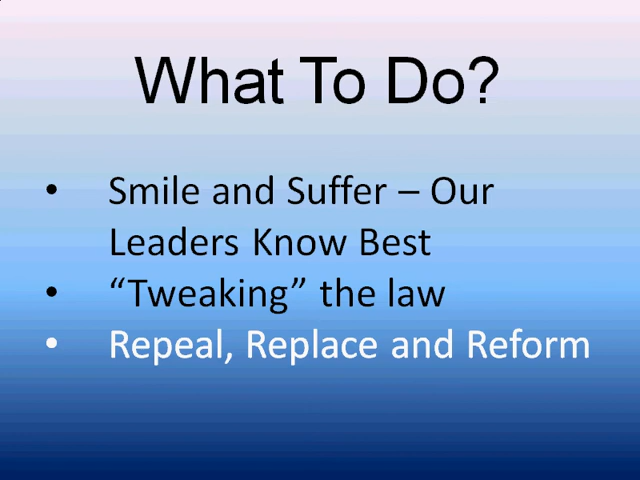 What To Do?
• Smile and Suffer – Our
Leaders Know Best
• “Tweaking” the law
• Repeal, Replace and Reform